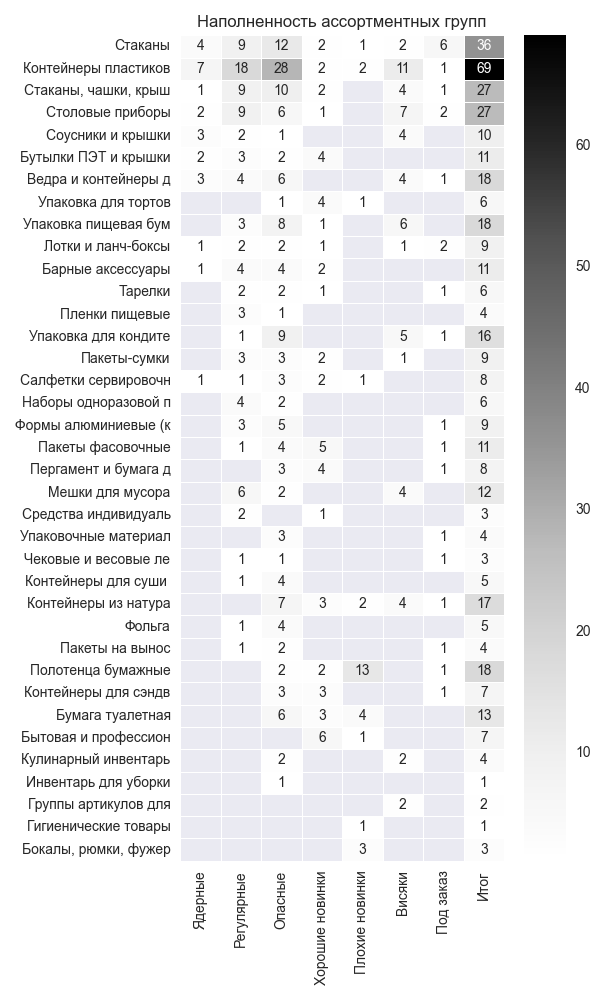 Наполненность ассортментных групп
Стаканы 4 9 12 2 1 2 6 36
Контейнеры пластиков 7 18 28 2 2 11 1 69
Стаканы, чашки, крыш 1 9 10 2 4 1 27
Столовые приборы 2 9 6 1 7 2 27
Соусники и крышки 3 2 1 4 10
Бутылки ПЭТ и крышки 2 3 2 4 11
Ведра и контейнеры д 3 4 6 4 1 18
Упаковка для тортов 1 4 1 6
Упаковка пищевая бум 3 8 1 6 18
Лотки и ланч-боксы 1 2 2 1 1 2 9
Барные аксессуары 1 4 4 2 11
Тарелки 2 2 1 1 6
Пленки пищевые 3 1 4
Упаковка для кондите 1 9 5 1 16
Пакеты-сумки 3 3 2 1 9
Салфетки сервировочн 1 1 3 2 1 8
Наборы одноразовой п 4 2 6
Формы алюминиевые (к 3 5 1 9
Пакеты фасовочные 1 4 5 1 11
Пергамент и бумага д 3 4 1 8
Мешки для мусора 6 2 4 12
Средства индивидуаль 2 1 3
Упаковочные материал 3 1 4
Чековые и весовые ле 1 1 1 3
Контейнеры для суши 1 4 5
Контейнеры из натура 7 3 2 4 1 17
Фольга 1 4 5
Пакеты на вынос 1 2 1 4
Полотенца бумажные 2 2 13 1 18
Контейнеры для сэндв 3 3 1 7
Бумага туалетная 6 3 4 13
Бытовая и профессион 6 1 7
Кулинарный инвентарь 2 2 4
Инвентарь для уборки 1 1
Группы артикулов для 2 2
Гигиенические товары 1 1
Бокалы, рюмки, фужер 3 3
Ядерные
Регулярные
Опасные
Хорошие новинки
Плохие новинки
Висяки
Под заказ
Итог
60
50
40
30
20
10